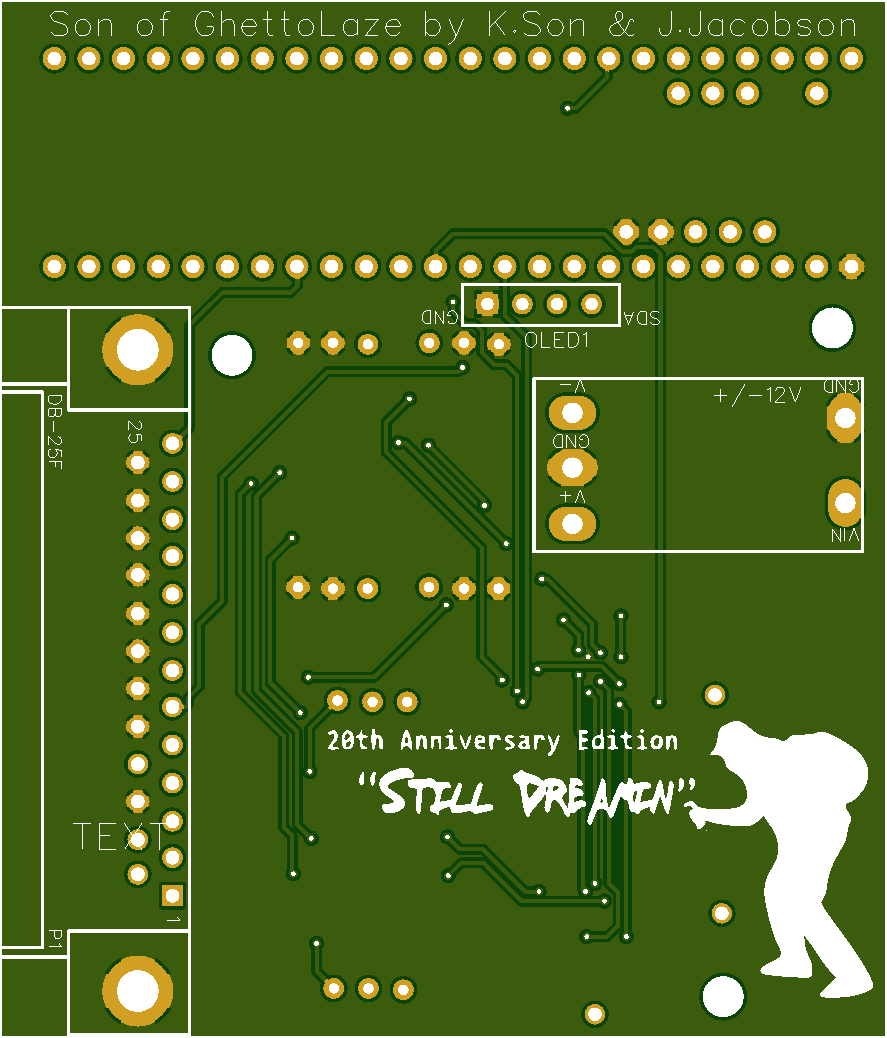 Son of GhettoLaze by K.Son & J.Jacobson
GND
SDA
OLED1
V-
GND
+/-12V
DB-25F
25
GND
V+
VIN
20th Anniversary Edition
"STILL DREAMIN"
TEXT
1
P1